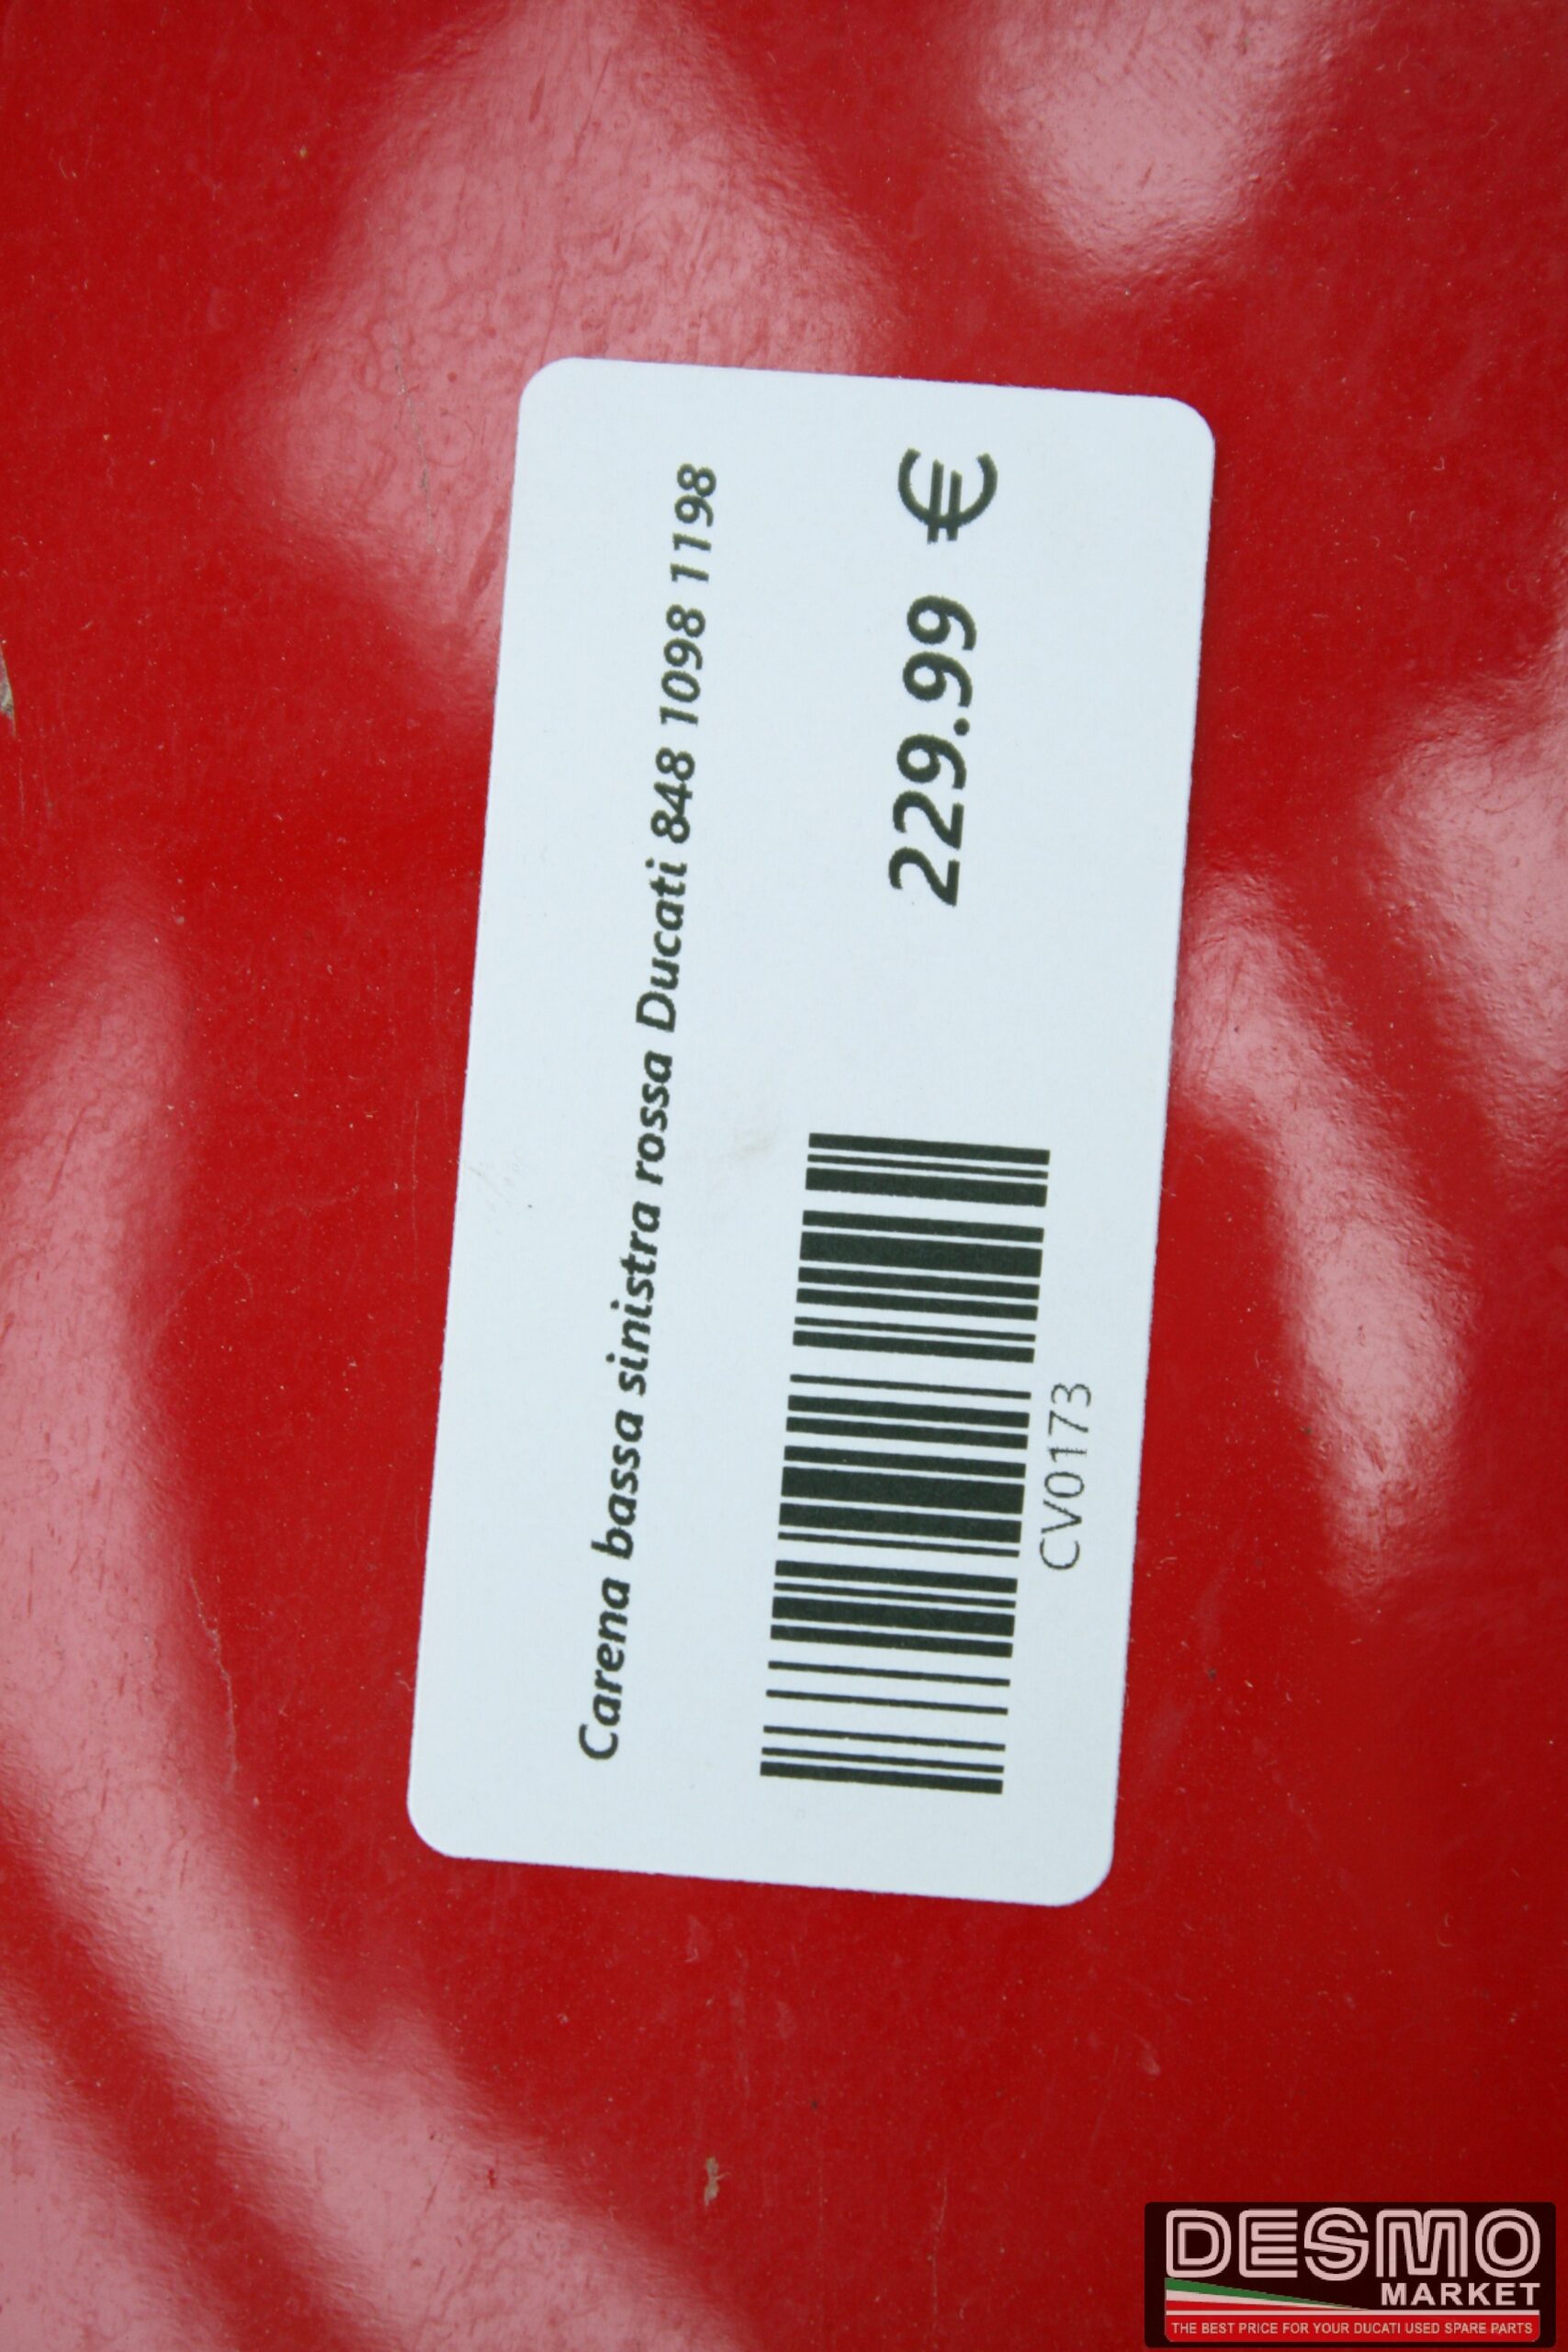 Carena bassa sinistra rossa Ducati 848 1098 1198
229.99 €
CV0173
DESMO
MARKET
THE BEST PRICE FOR YOUR DUCATI USED SPARE PARTS